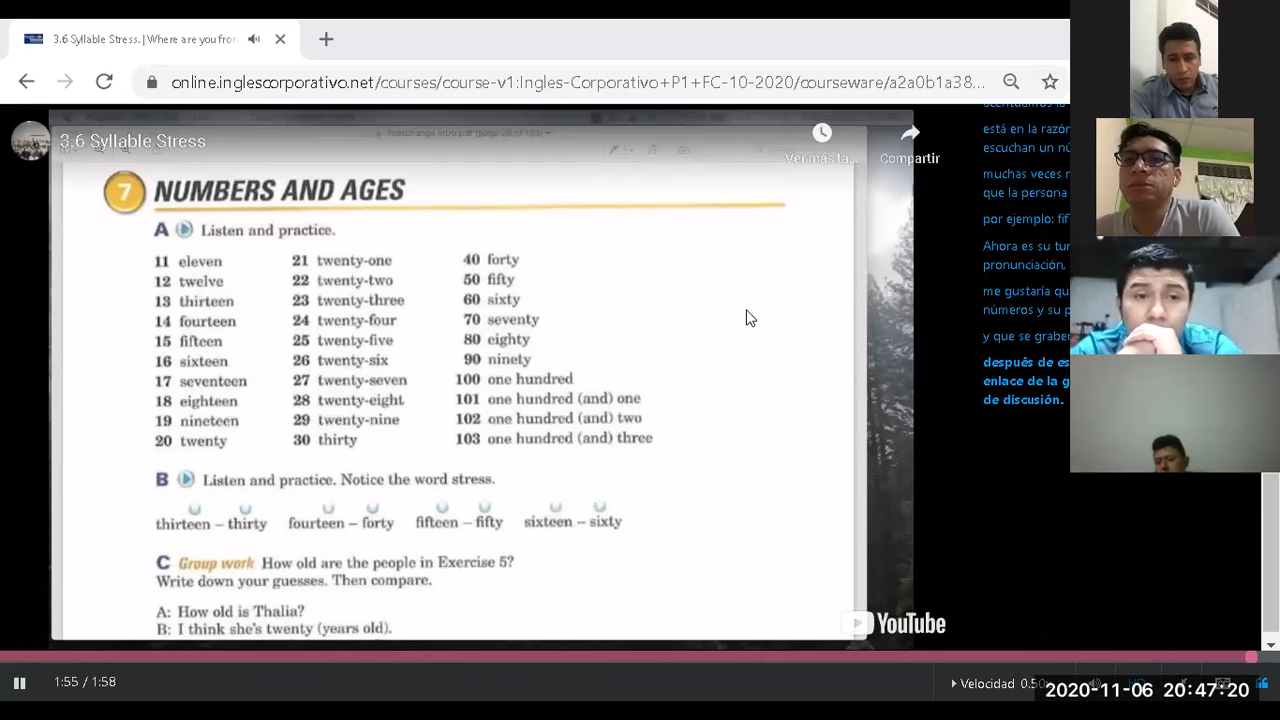 3.6 Syllable Stress. | Where are you from
online.inglescorporativo.net/courses/course-v1:Ingles-Corporativo+P1+FC-10-2020/courseware/a2a0b1a38...
3.6 Syllable Stress
Ver más ta...
Compartir
7 NUMBERS AND AGES
A Listen and practice.
11 eleven 21 twenty-one 40 forty
12 twelve 22 twenty-two 50 fifty
13 thirteen 23 twenty-three 60 sixty
14 fourteen 24 twenty-four 70 seventy
15 fifteen 25 twenty-five 80 eighty
16 sixteen 26 twenty-six 90 ninety
17 seventeen 27 twenty-seven 100 one hundred
18 eighteen 28 twenty-eight 101 one hundred (and) one
19 nineteen 29 twenty-nine 102 one hundred (and) two
20 twenty 30 thirty 103 one hundred (and) three
B Listen and practice. Notice the word stress.
thirteen – thirty fourteen – forty fifteen – fifty sixteen – sixty
C Group work How old are the people in Exercise 5?
Write down your guesses. Then compare.
A: How old is Thalia?
B: I think she's twenty (years old).
YouTube
está en la razón
escuchan un
muchas veces
que la persona
por ejemplo:
Ahora es su
pronunciación,
me gustaría
números y su
y que se
después de
enlace de la
de discusión.
1:55 / 1:58
Velocidad 0.50x
2020-11-06 20:47:20